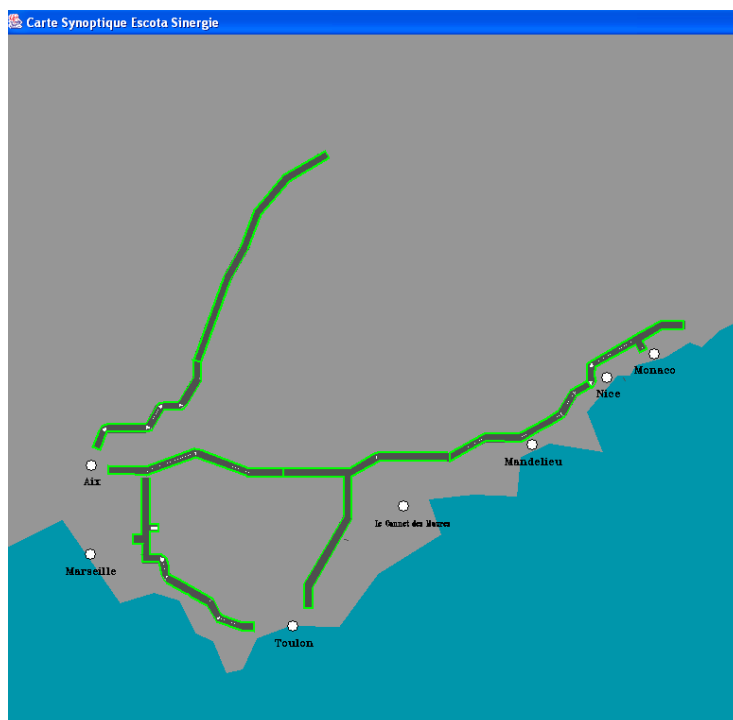 Carte Synoptique Escota Sinergie
Monaco
Nice
Mandelieu
Aix
Le Cannet des Maures
Marseille
Toulon